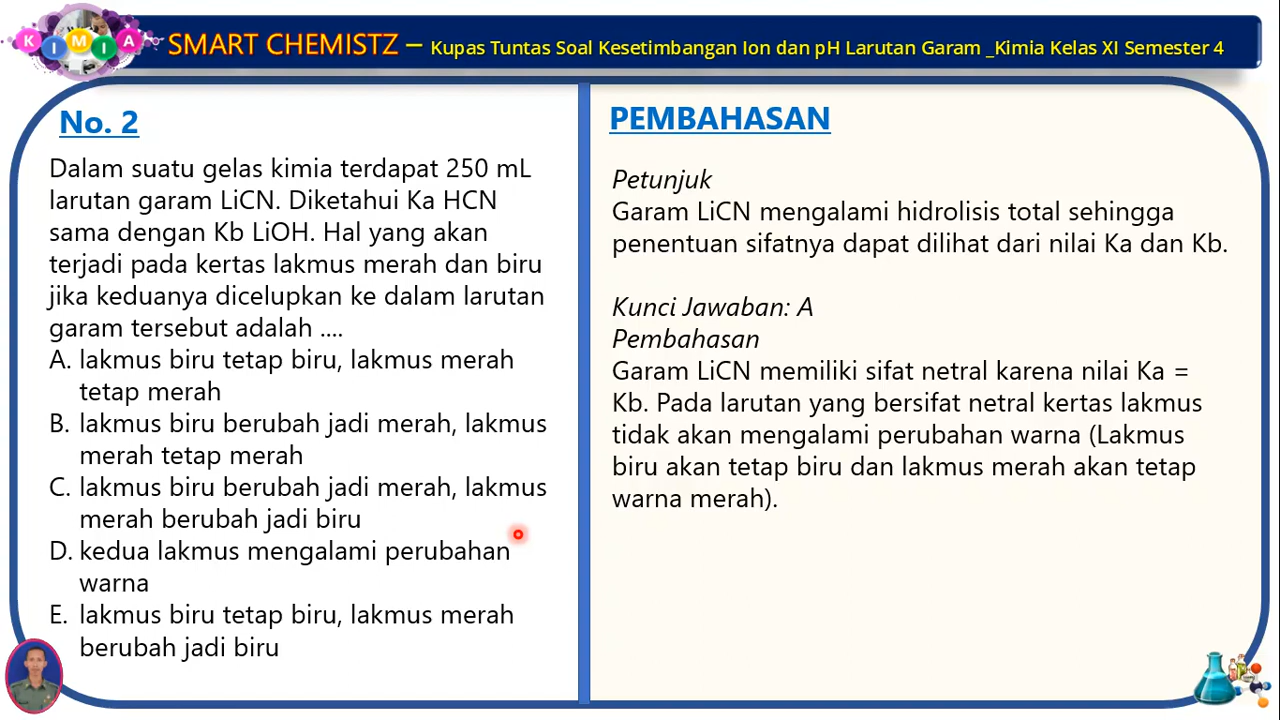 KIMIA
SMART CHEMISTZ – Kupas Tuntas Soal Kesetimbangan Ion dan pH Larutan Garam _Kimia Kelas XI Semester 4
No. 2
Dalam suatu gelas kimia terdapat 250 mL
larutan garam LiCN. Diketahui Ka HCN
sama dengan Kb LiOH. Hal yang akan
terjadi pada kertas lakmus merah dan biru
jika keduanya dicelupkan ke dalam larutan
garam tersebut adalah ....
A. lakmus biru tetap biru, lakmus merah
tetap merah
B. lakmus biru berubah jadi merah, lakmus
merah tetap merah
C. lakmus biru berubah jadi merah, lakmus
merah berubah jadi biru
D. kedua lakmus mengalami perubahan
warna
E. lakmus biru tetap biru, lakmus merah
berubah jadi biru
PEMBAHASAN
Petunjuk
Garam LiCN mengalami hidrolisis total sehingga
penentuan sifatnya dapat dilihat dari nilai Ka dan Kb.
Kunci Jawaban: A
Pembahasan
Garam LiCN memiliki sifat netral karena nilai Ka =
Kb. Pada larutan yang bersifat netral kertas lakmus
tidak akan mengalami perubahan warna (Lakmus
biru akan tetap biru dan lakmus merah akan tetap
warna merah).